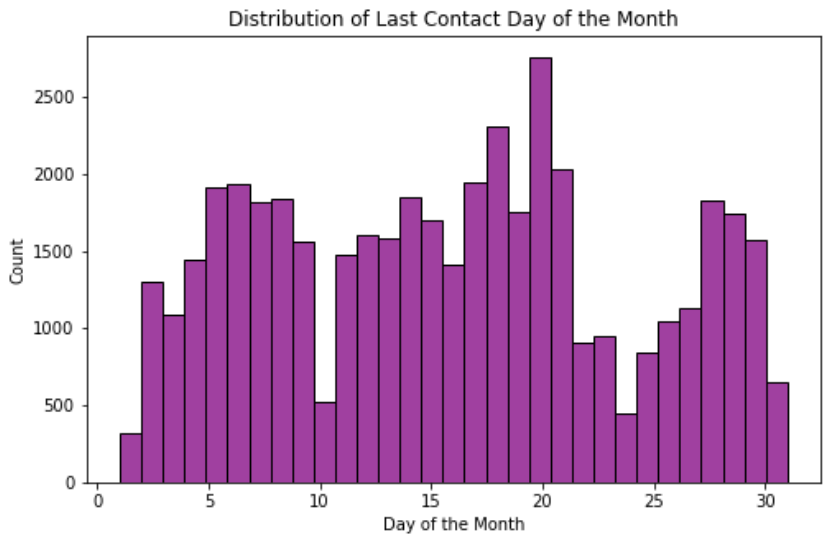 Distribution of Last Contact Day of the Month
2500
2000
1500
1000
500
0
Count
0 5 10 15 20 25 30
Day of the Month